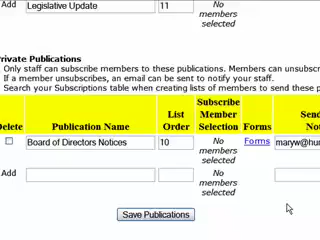 Add Legislative Update 11 No
members
selected
Private Publications
Only staff can subscribe members to these publications. Members can unsubscr
If a member unsubscribes, an email can be sent to notify your staff.
Search your Subscriptions table when creating lists of members to send these p
Delete Publication Name List Order Subscribe Member Selection Forms Send Not
Board of Directors Notices 10 No members selected Forms maryw@hu
Add No
members
selected
Save Publications